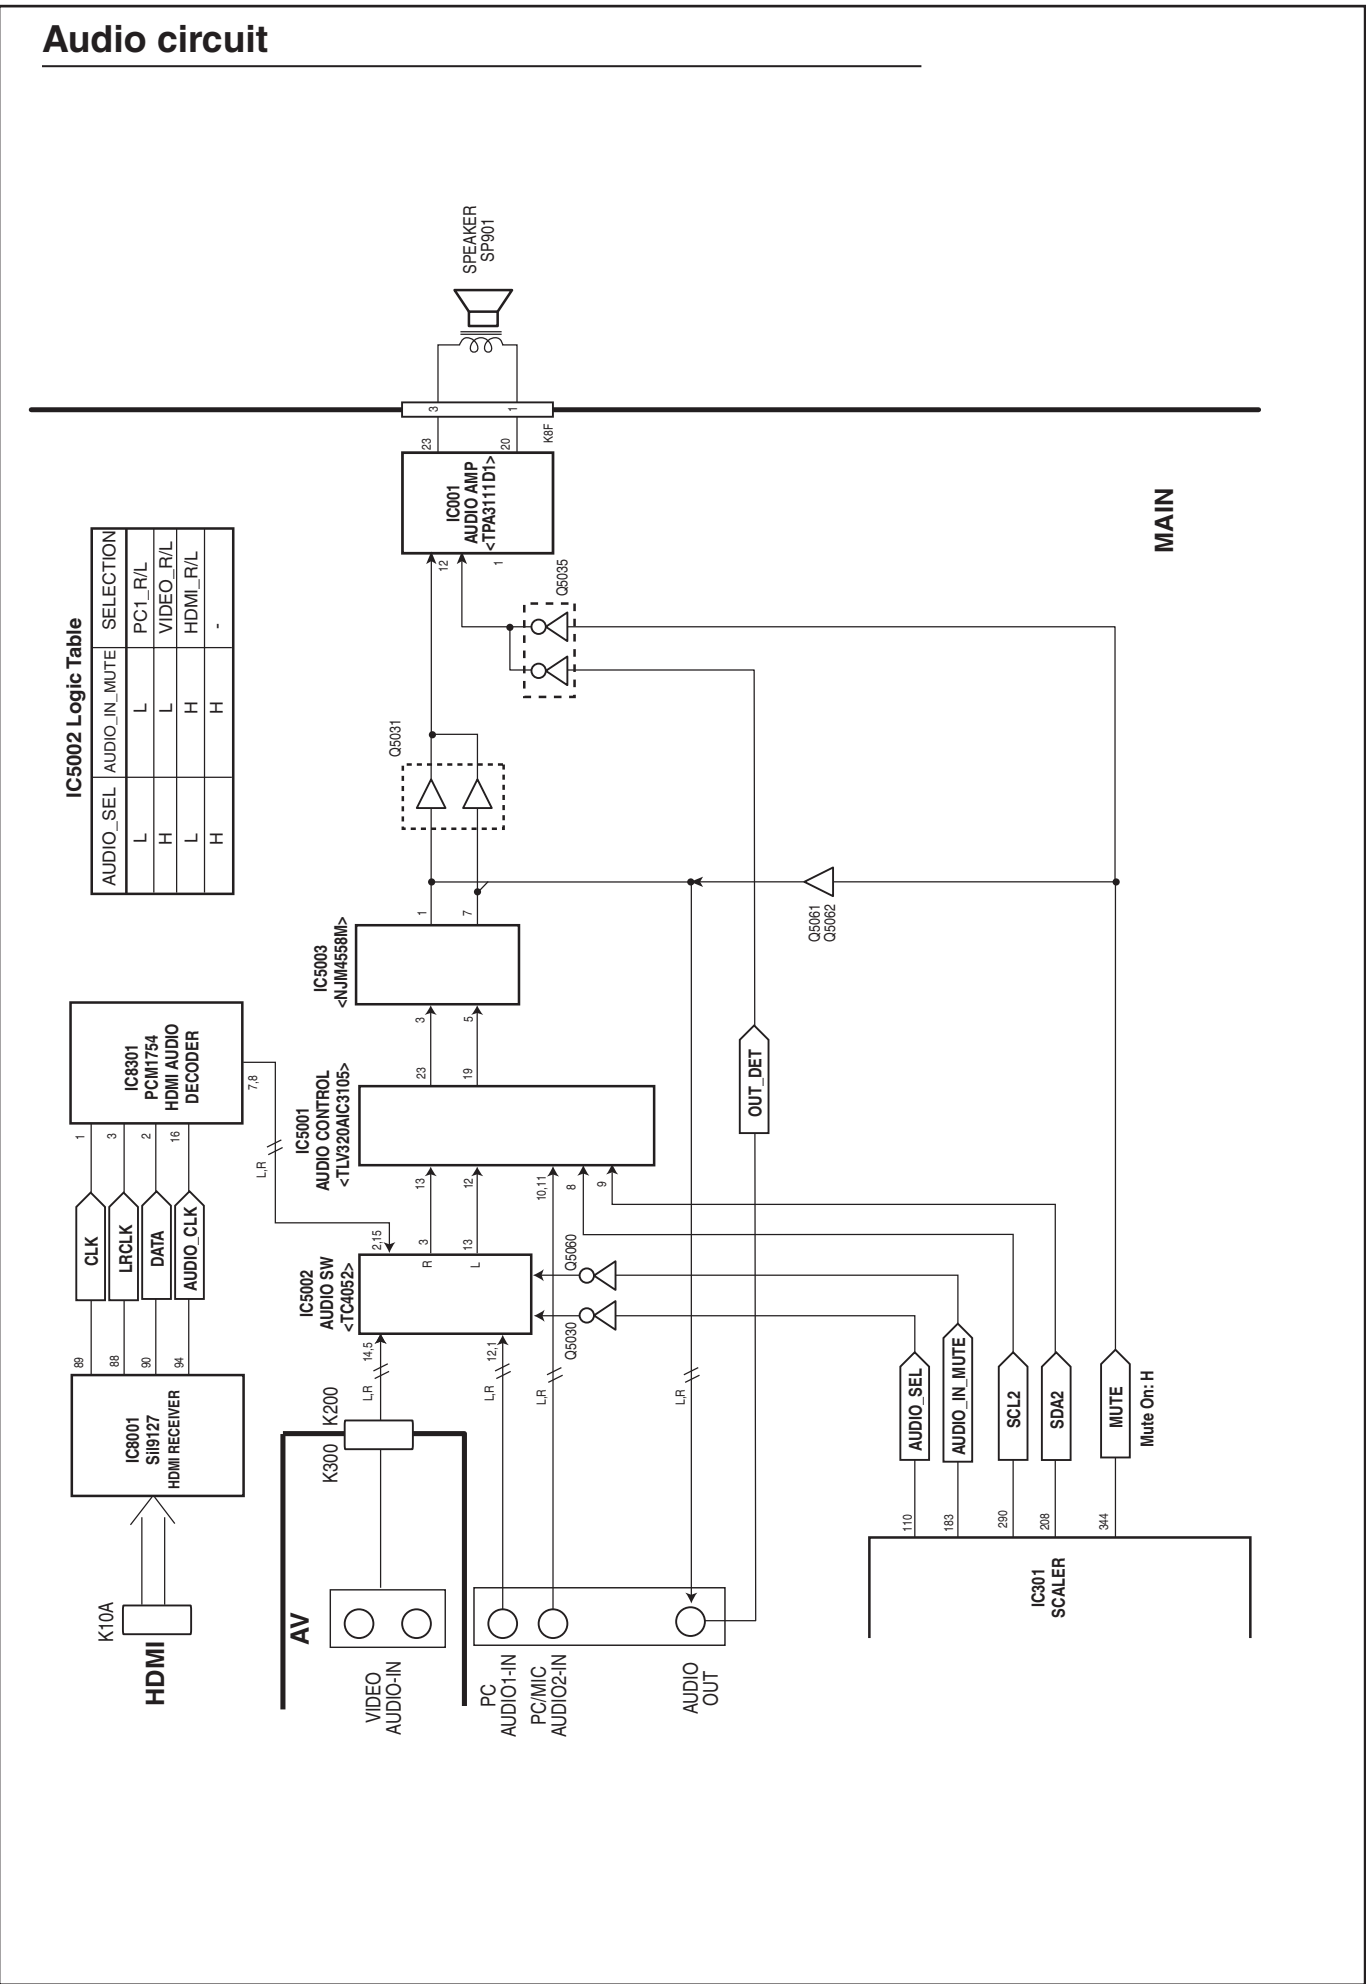 Audio circuit
IC5002 Logic Table
AUDIO_SEL AUDIO_IN_MUTE SELECTION
L L PC1_R/L
H L VIDEO_R/L
L H HDMI_R/L
H H -
HDMI
K10A
IC8001
SiI9127
HDMI RECEIVER
89
88
90
94
CLK
LRCLK
DATA
AUDIO_CLK
1
3
2
16
IC8301
PCM1754
HDMI AUDIO
DECODER
7,8
L,R
AV
VIDEO
AUDIO-IN
K300
K200
L,R
14,5
PC
AUDIO1-IN
L,R
12,1
PC/MIC
AUDIO2-IN
L,R
AUDIO
OUT
L,R
IC5002
AUDIO SW
<TC4052>
2,15
R
L
3
13
Q5030
Q5060
13
12
10,11
8
9
IC5001
AUDIO CONTROL
<TLV320AIC3105>
23
19
3
5
IC5003
<NJM4558M>
1
7
OUT_DET
Q5061
Q5062
Q5031
Q5035
12
1
IC001
AUDIO AMP
<TPA3111D1>
23
20
K8F
3
1
SPEAKER
SP901
MAIN
IC301
SCALER
110
183
290
208
344
AUDIO_SEL
AUDIO_IN_MUTE
SCL2
SDA2
MUTE
Mute On: H